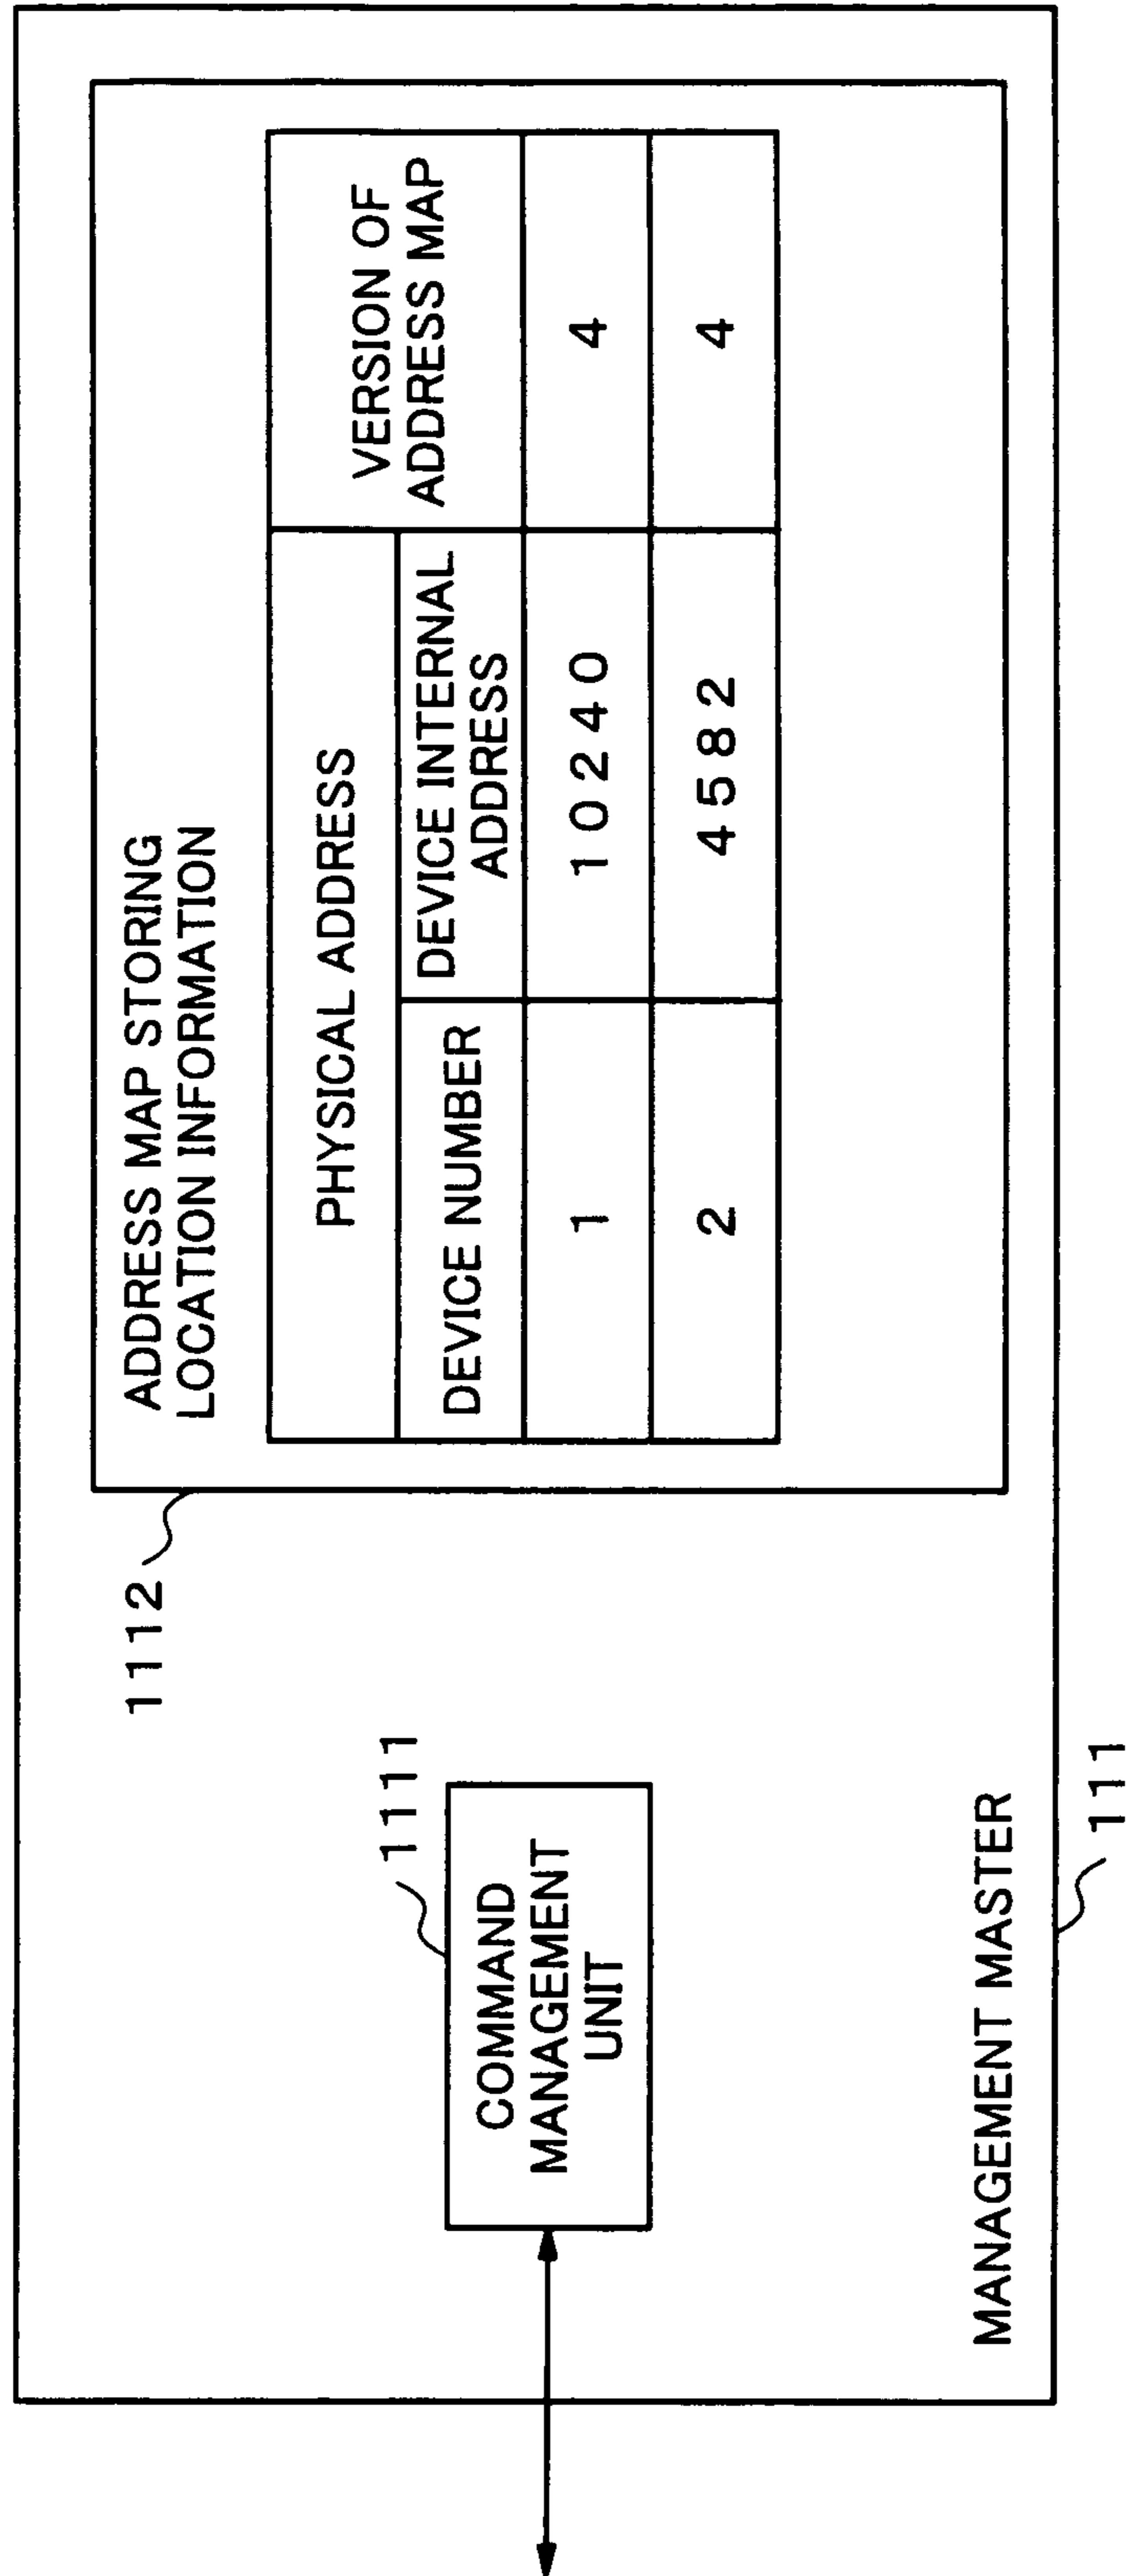 ADDRESS MAP STORING
LOCATION INFORMATION
1112
PHYSICAL ADDRESS
VERSION OF
ADDRESS MAP
DEVICE NUMBER
DEVICE INTERNAL
ADDRESS
1 10240 4
2 4582 4
1111
COMMAND
MANAGEMENT
UNIT
MANAGEMENT MASTER
111